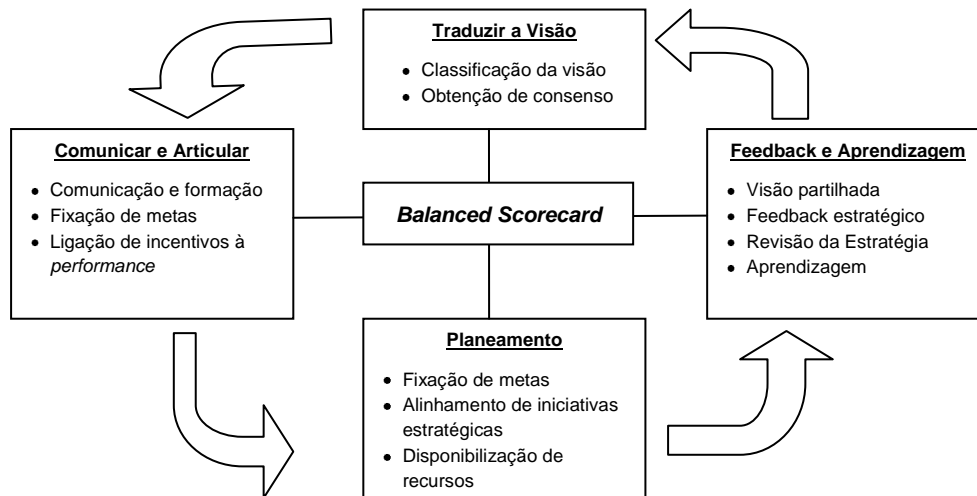 Traduzir a Visão
• Classificação da visão
• Obtenção de consenso
Comunicar e Articular
• Comunicação e formação
• Fixação de metas
• Ligação de incentivos à
performance
Balanced Scorecard
Feedback e Aprendizagem
• Visão partilhada
• Feedback estratégico
• Revisão da Estratégia
• Aprendizagem
Planeamento
• Fixação de metas
• Alinhamento de iniciativas
estratégicas
• Disponibilização de
recursos